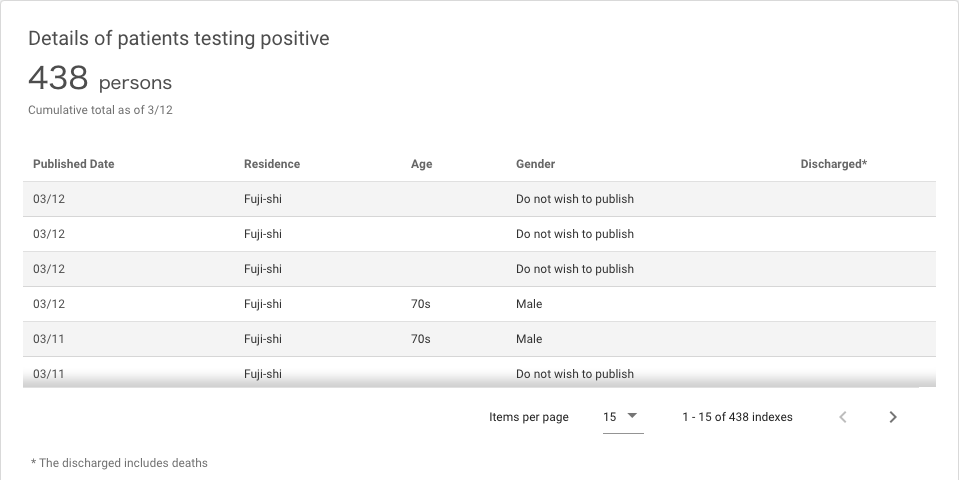 Details of patients testing positive
438 persons
Cumulative total as of 3/12
Published Date Residence Age Gender Discharged*
03/12 Fuji-shi Do not wish to publish
03/12 Fuji-shi Do not wish to publish
03/12 Fuji-shi Do not wish to publish
03/12 Fuji-shi 70s Male
03/11 Fuji-shi 70s Male
03/11 Fuji-shi Do not wish to publish
Items per page 15 1 - 15 of 438 indexes
* The discharged includes deaths